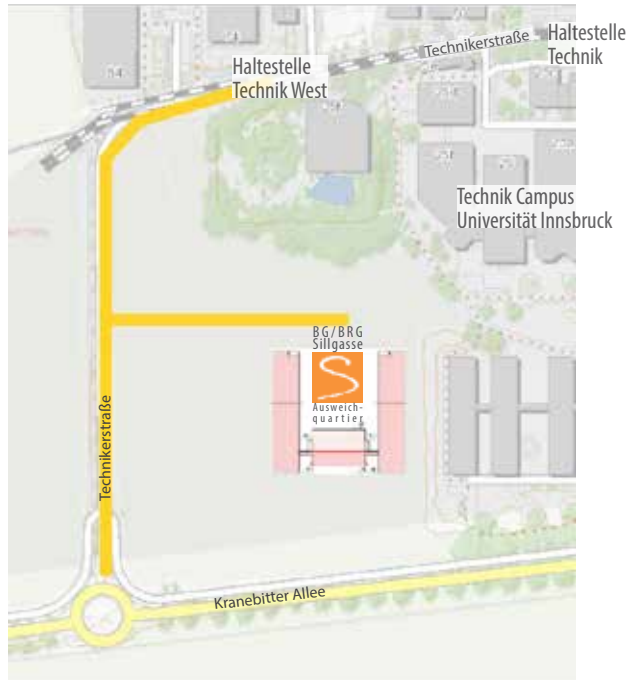 Technikerstraße
Haltestelle
Technik
Haltestelle
Technik West
Technik Campus
Universität Innsbruck
BG/BRG
Sillgasse
Ausweich-
quartier
Technikerstraße
Kranebitter Allee